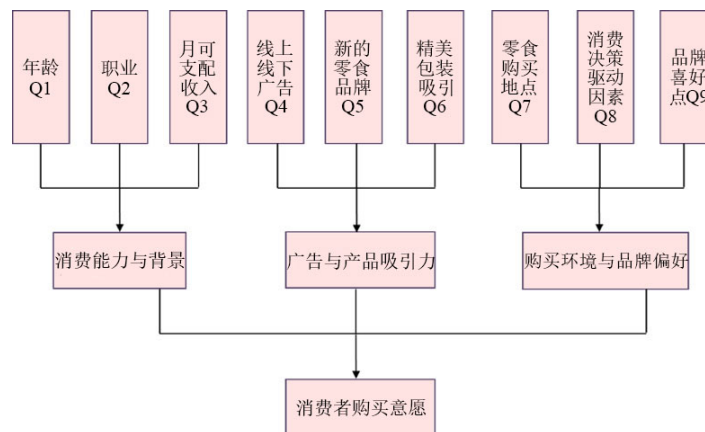 年龄
Q1
职业
Q2
月可
支配
收入
Q3
线上
线下
广告
Q4
新的
零食
品牌
Q5
精美
包装
吸引
Q6
零食
购买
地点
Q7
消费
决策
驱动
因素
Q8
品牌
喜好
点Q9
消费能力与背景
广告与产品吸引力
购买环境与品牌偏好
消费者购买意愿